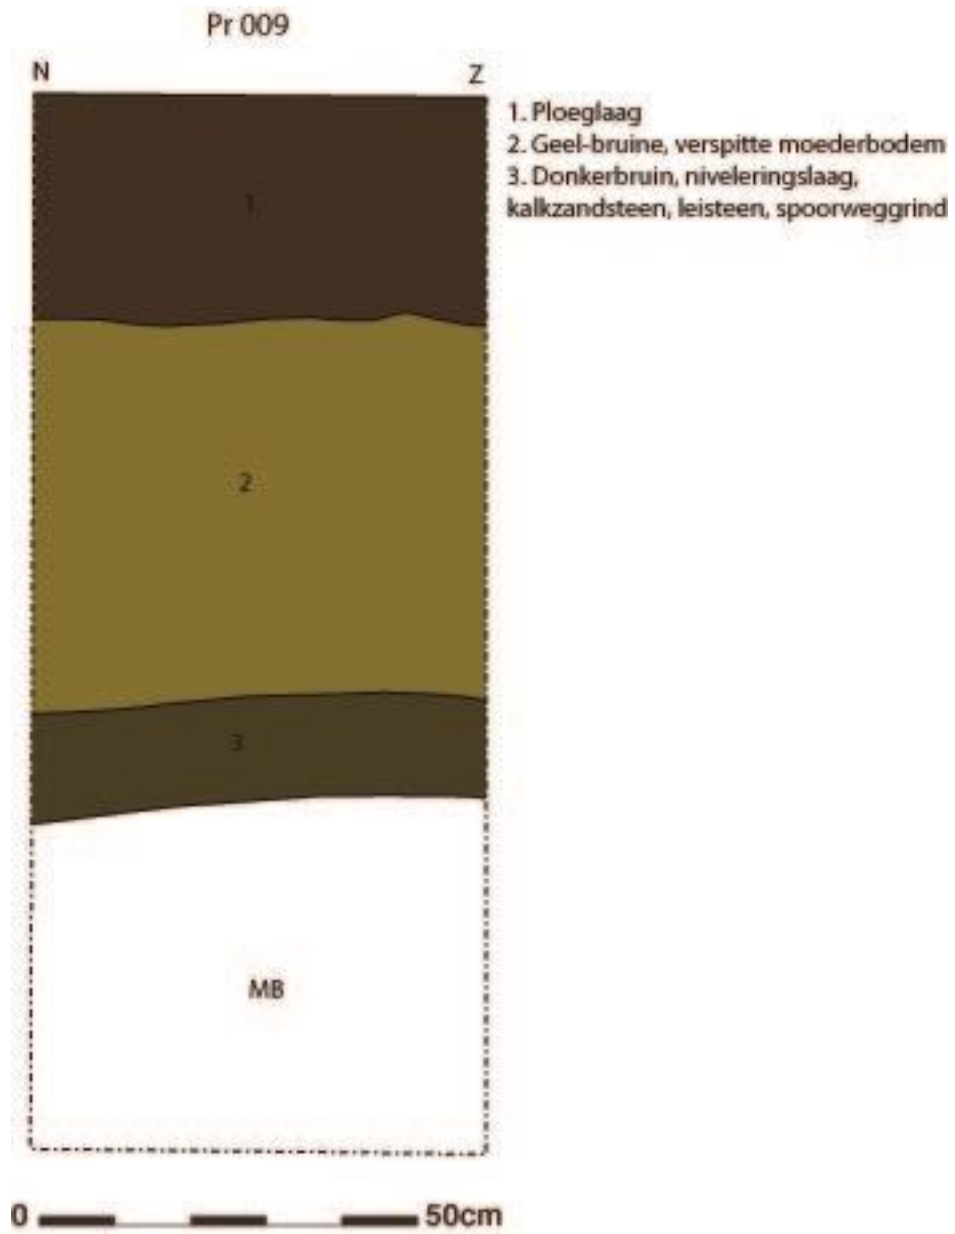 Pr 009
N Z
1. Ploeglaag
2. Geel-bruine, verspitte moederbodem
3. Donkerbruin, niveleringslaag,
kalkzandsteen, leisteen, spoorweggrind
1
2
3
MB
0 50cm